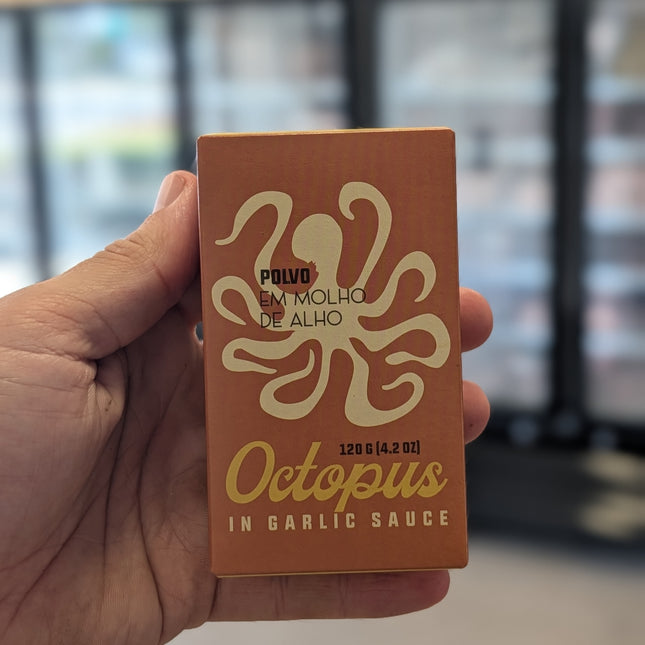 POLVO
EM MOLHO
DE ALHO
120 G (4.2 OZ)
Octopus
IN GARLIC SAUCE